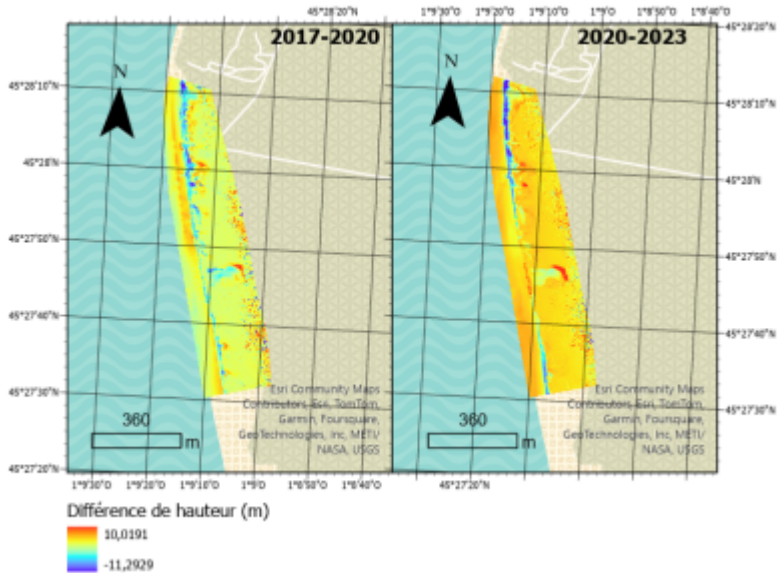 45°28'20"N
1°9'20"O 1°9'10"O 1°9'0"O 1°8'50"O 1°8'40"O
2017-2020
2020-2023
45°28'20"N
N
N
45°28'10"N
45°28'10"N
45°28'N
45°28'N
45°27'50"N
45°27'50"N
45°27'40"N
45°27'40"N
45°27'30"N
45°27'30"N
45°27'20"N
Esri Community Maps
Contributors, Esri, TomTom,
Garmin, Foursquare,
GeoTechnologies, Inc, METI/
NASA, USGS
360
m
Esri Community Maps
Contributors, Esri, TomTom,
Garmin, Foursquare,
GeoTechnologies, Inc, METI/
NASA, USGS
360
m
1°9'30"O 1°9'20"O 1°9'10"O 1°9'0 1°8'50"O 1°8'40"O
45°27'20"N
Différence de hauteur (m)
10,0191
-11,2929